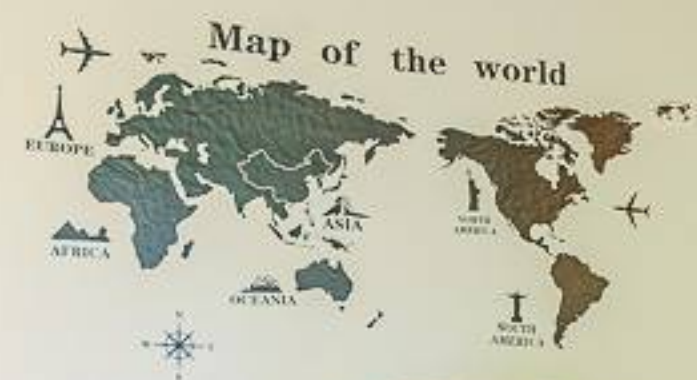 Map of the world
EUROPE
AFRICA
ASIA
OCEANIA
NORTH
AMERICA
SOUTH
AMERICA